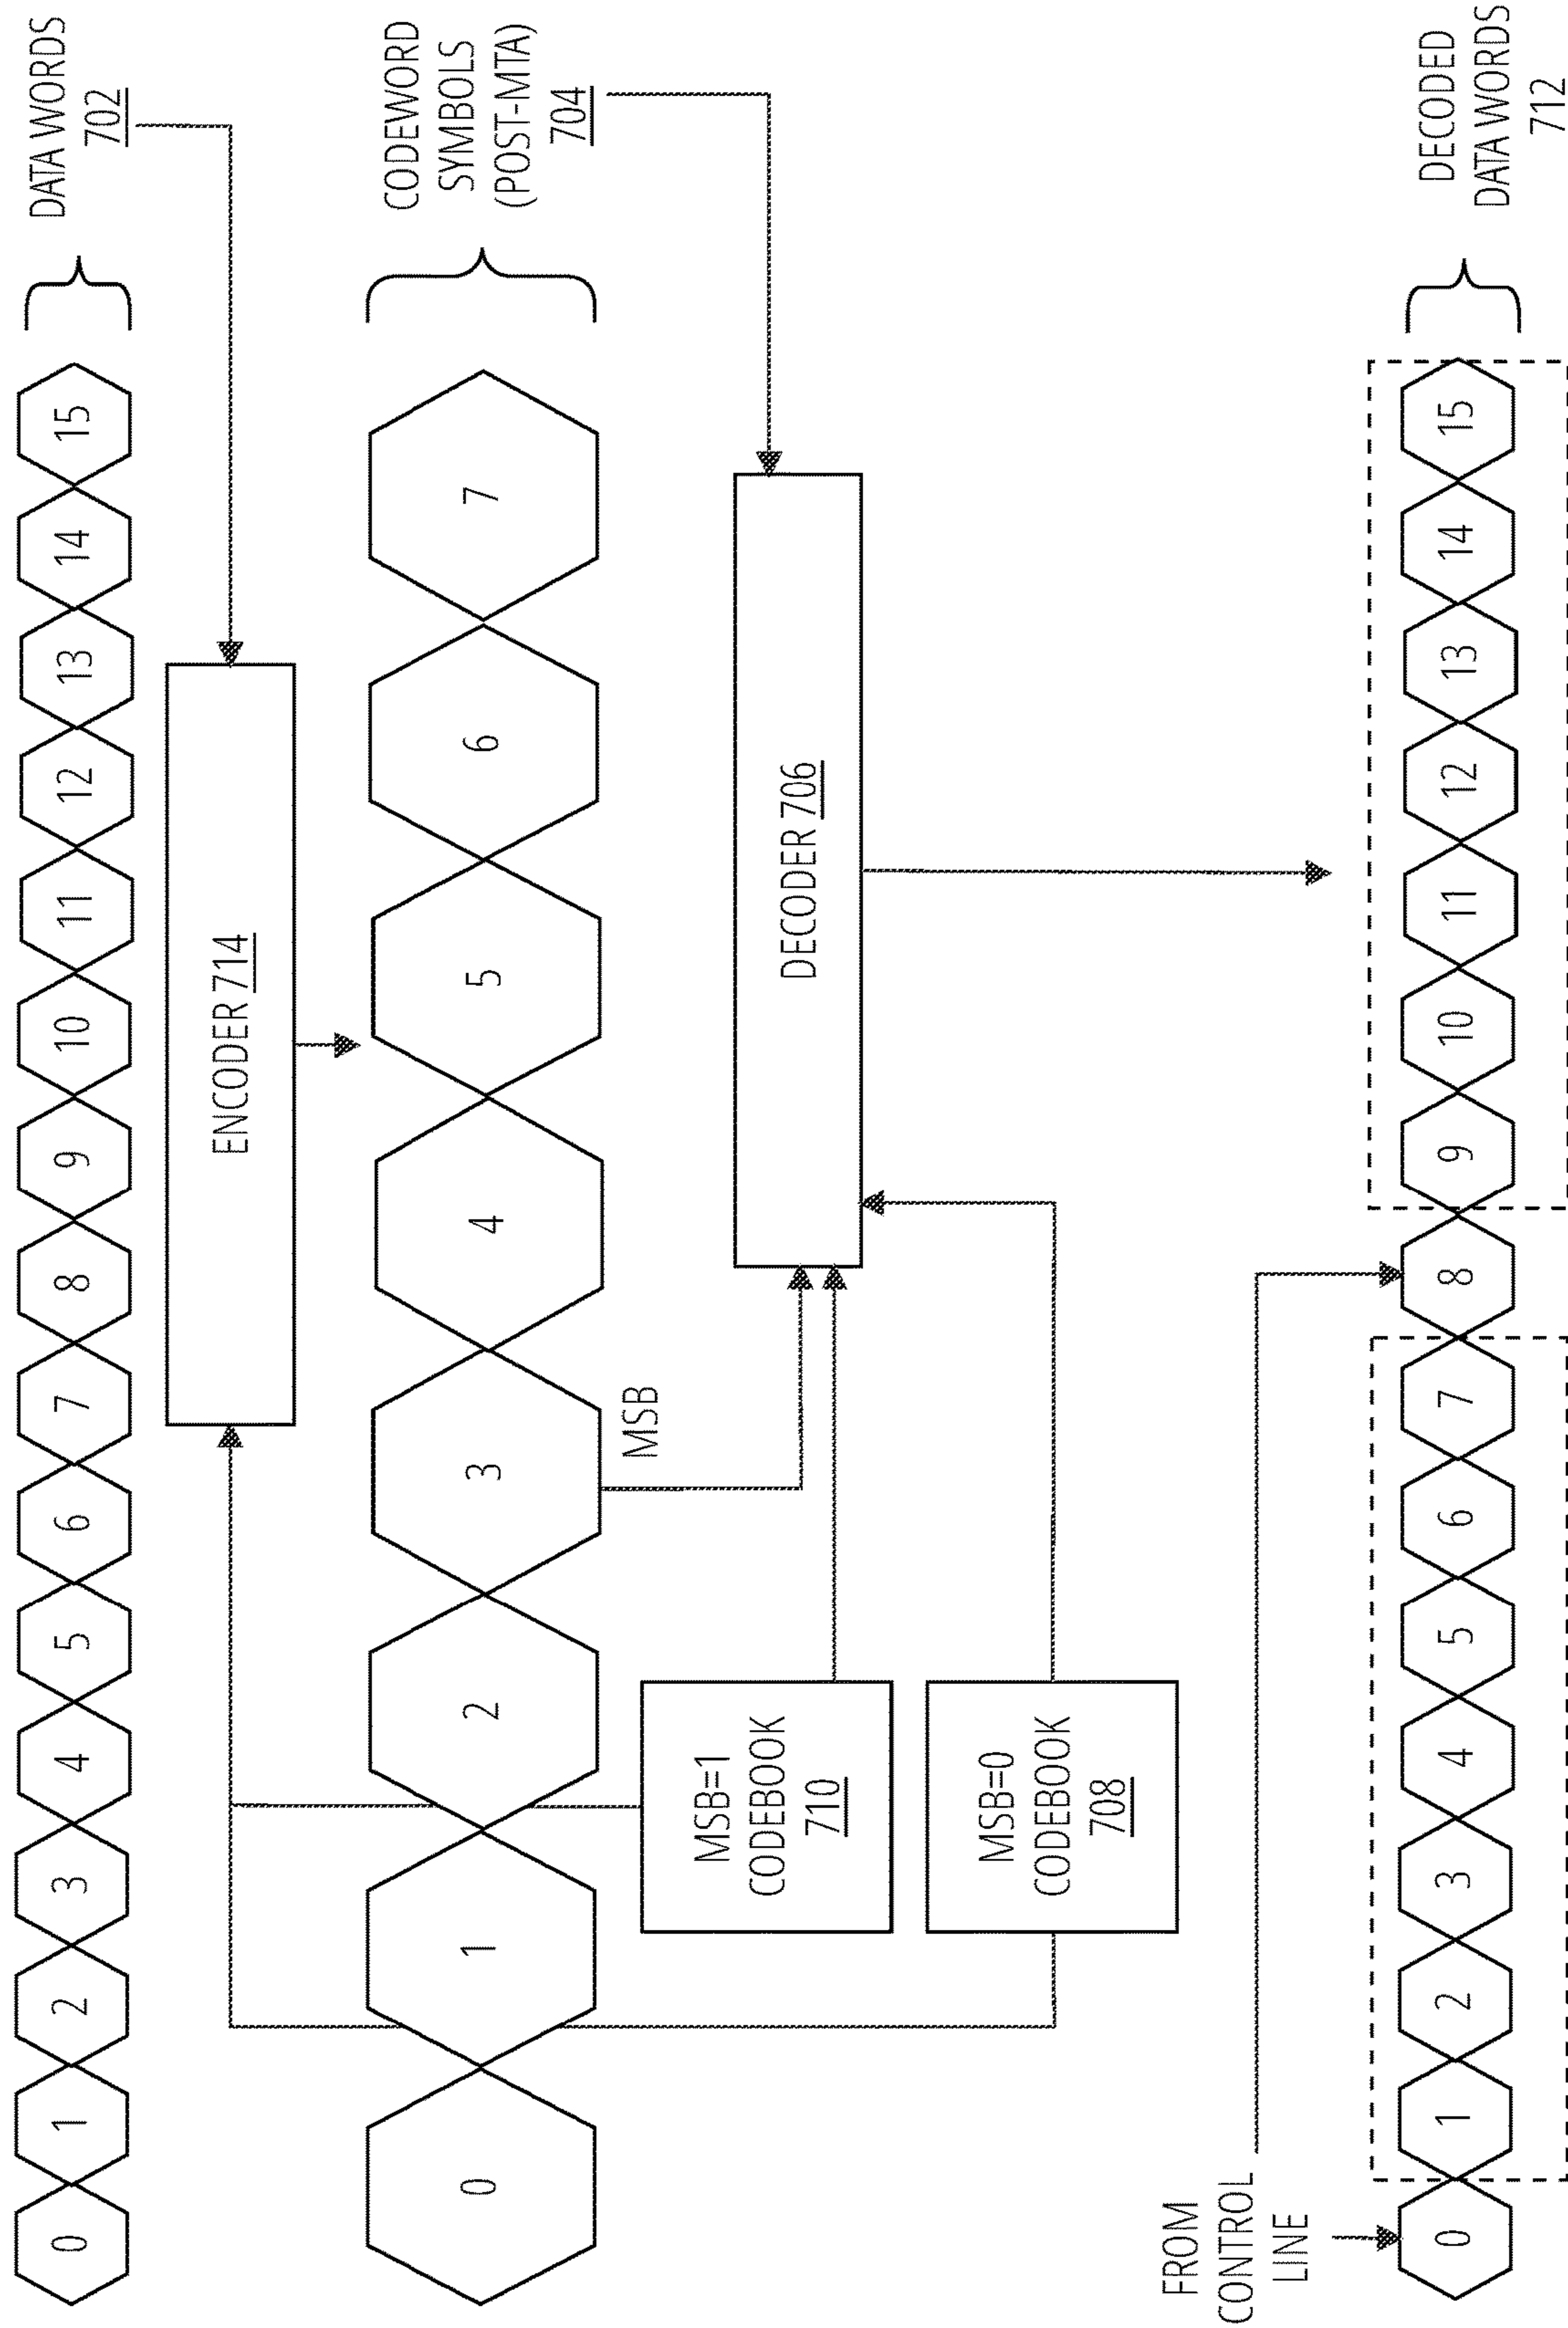 0 1 2 3 4 5 6 7 8 9 10 11 12 13 14 15
DATA WORDS
702
ENCODER 714
0 1 2 3 4 5 6 7
CODEWORD
SYMBOLS
(POST-MTA)
704
MSB
MSB=1
CODEBOOK
710
DECODER 706
MSB=0
CODEBOOK
708
FROM
CONTROL
LINE
0 1 2 3 4 5 6 7 8 9 10 11 12 13 14 15
DECODED
DATA WORDS
712